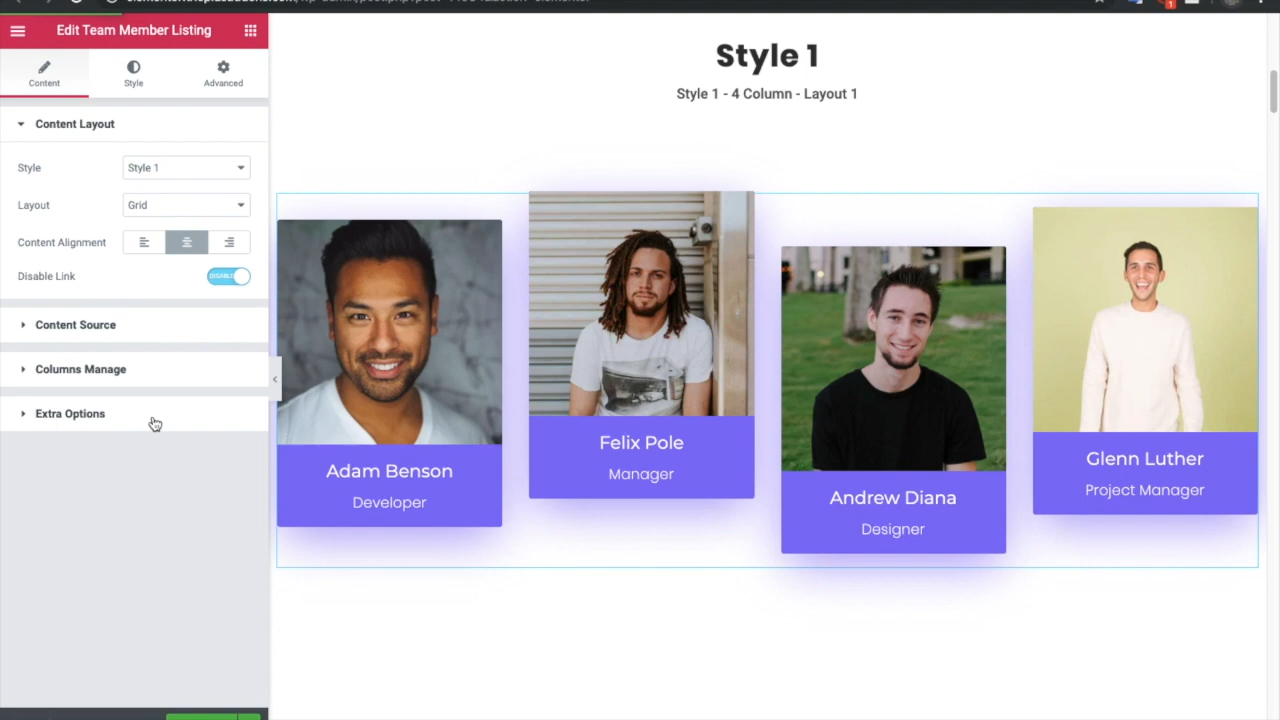 Edit Team Member Listing
Content
Style
Advanced
Content Layout
Style
Style 1
Layout
Grid
Content Alignment
Disable Link
Content Source
Columns Manage
Extra Options
Style 1
Style 1 - 4 Column - Layout 1
Adam Benson
Developer
Felix Pole
Manager
Andrew Diana
Designer
Glenn Luther
Project Manager